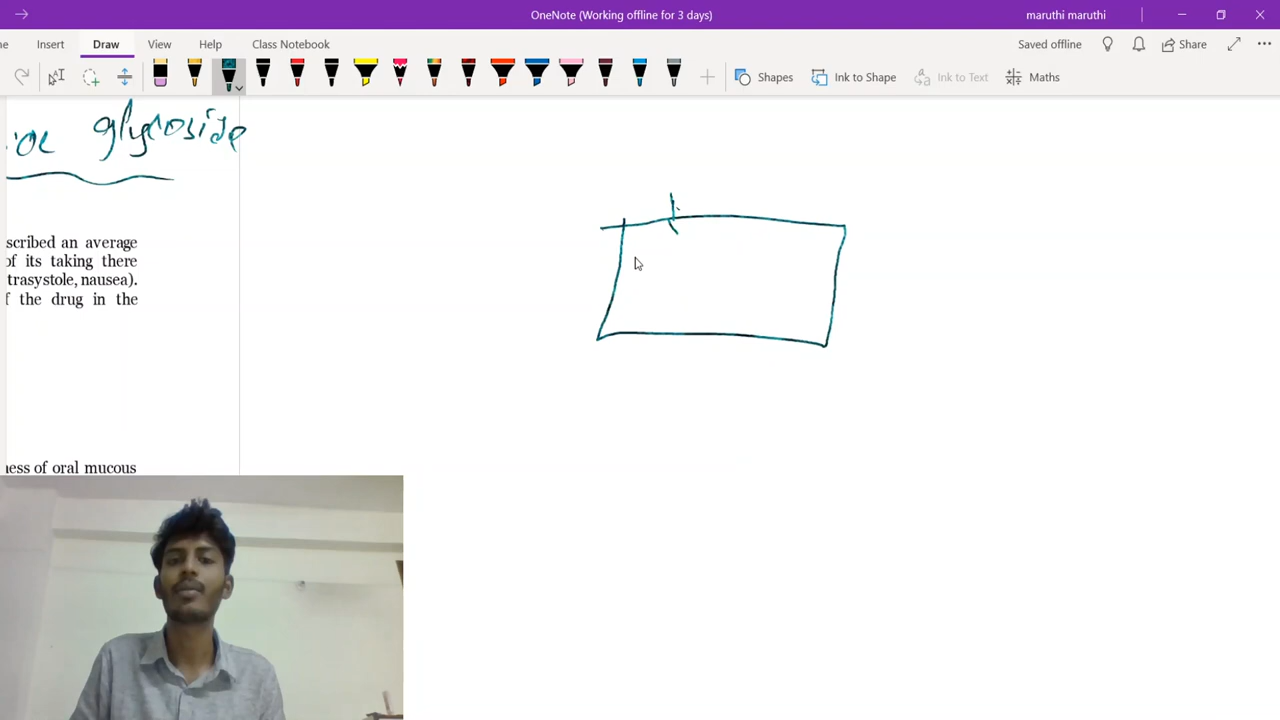 OneNote (Working offline for 3 days)
maruthi maruthi
Insert Draw View Help Class Notebook
Saved offline
Share
Shapes
Ink to Shape
Ink to Text
Maths
glycoside
scribed an average
of its taking there
trasystole, nausea).
f the drug in the
ness of oral mucous